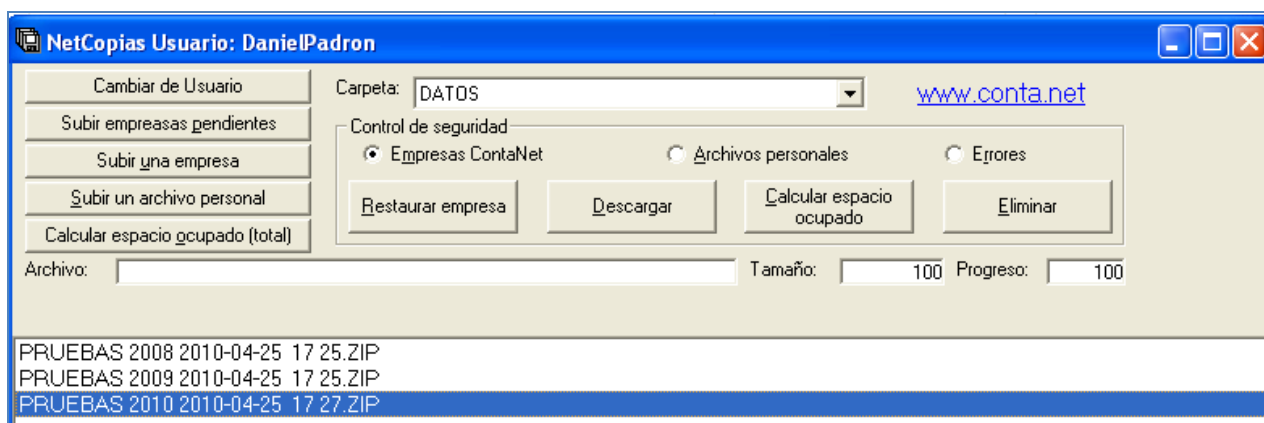 NetCopias Usuario: DanielPadron
Cambiar de Usuario
Subir empreasas pendientes
Subir una empresa
Subir un archivo personal
Calcular espacio ocupado (total)
Carpeta: DATOS
www.conta.net
Control de seguridad
Empresas ContaNet Archivos personales Errores
Restaurar empresa Descargar Calcular espacio
ocupado Eliminar
Archivo: Tamaño: 100 Progreso: 100
PRUEBAS 2008 2010-04-25 17 25.ZIP
PRUEBAS 2009 2010-04-25 17 25.ZIP
PRUEBAS 2010 2010-04-25 17 27.ZIP